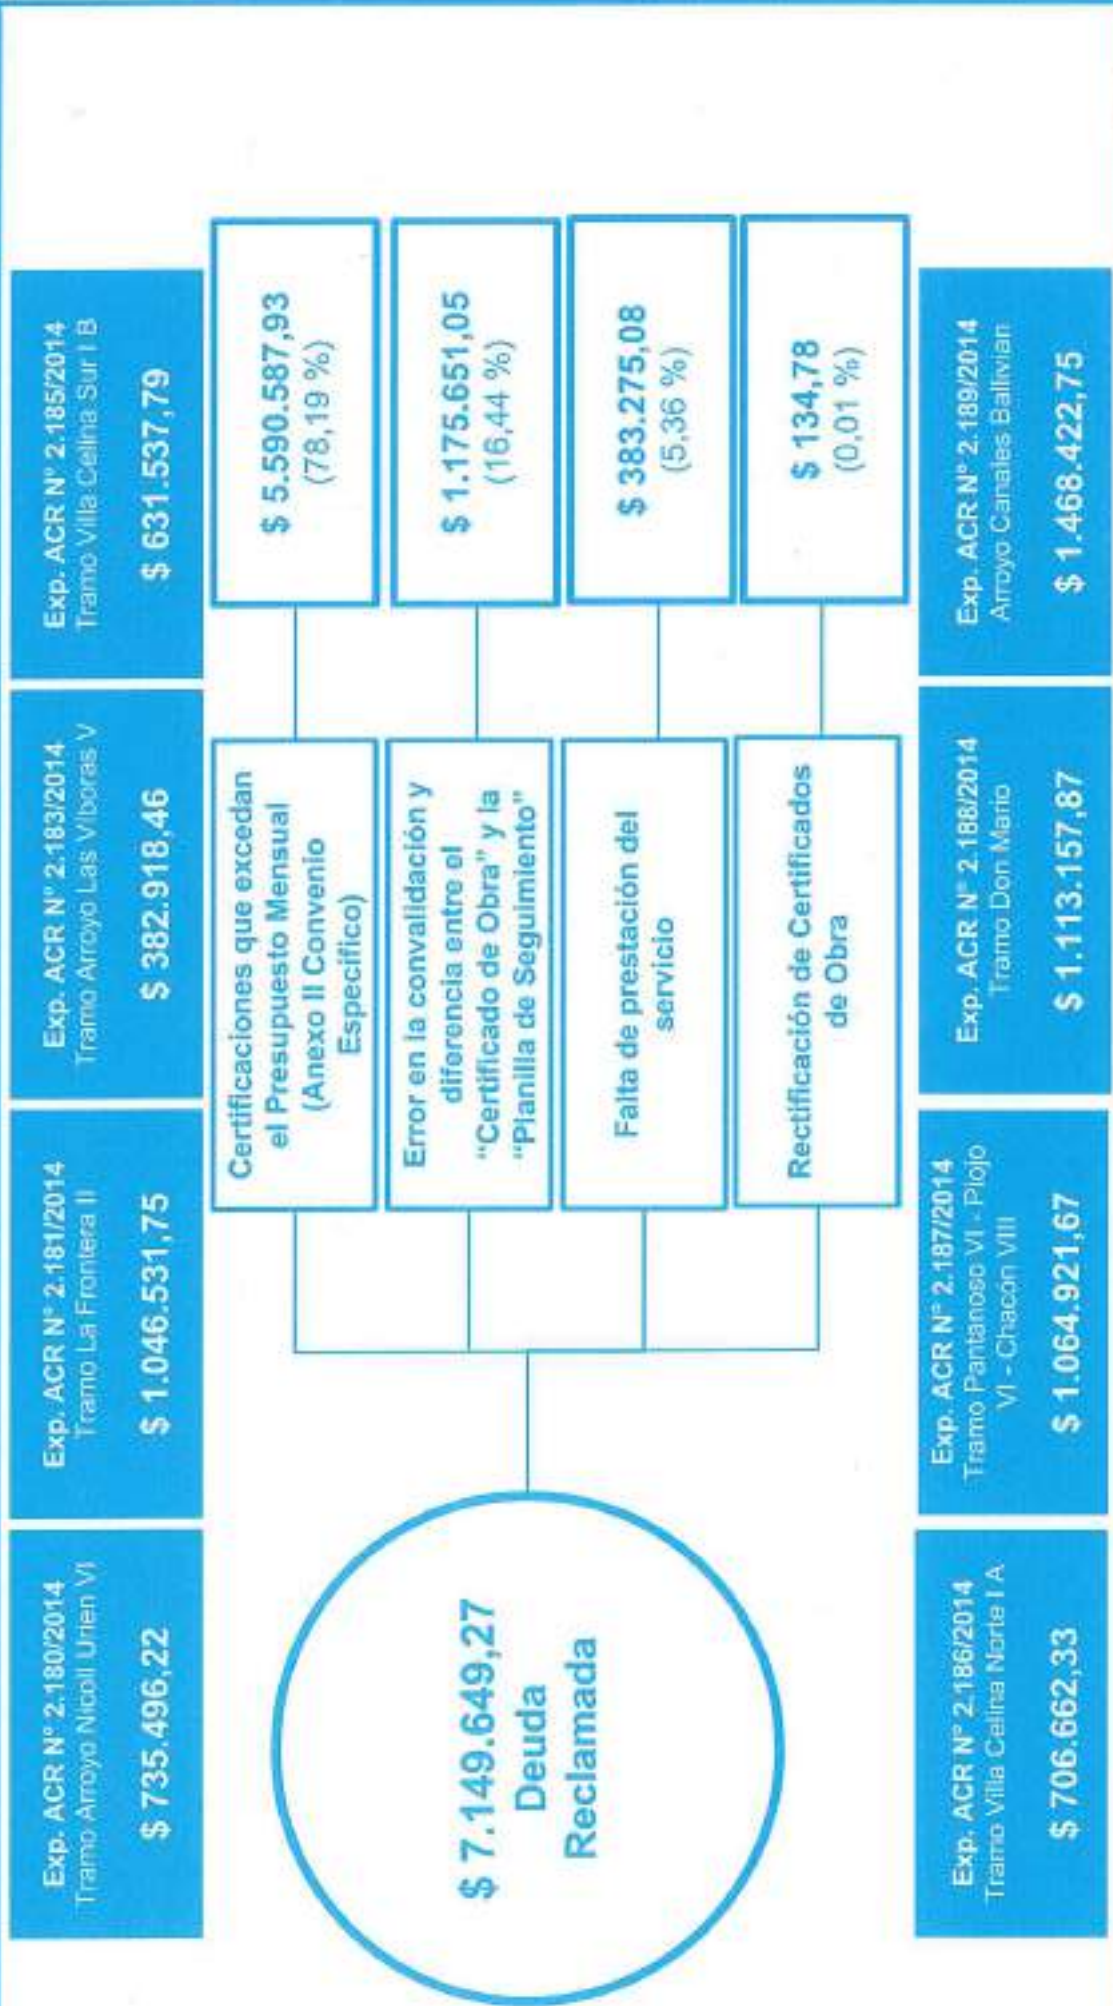 Exp. ACR N° 2.180/2014
Tramo Arroyo Nicoll Urien VI
$ 735.496,22
Exp. ACR N° 2.181/2014
Tramo La Frontera II
$ 1.046.531,75
Exp. ACR N° 2.183/2014
Tramo Arroyo Las Víboras V
$ 382.918,46
Exp. ACR N° 2.185/2014
Tramo Villa Celina Sur I B
$ 631.537,79
$ 7.149.649,27
Deuda
Reclamada
Certificaciones que excedan
el Presupuesto Mensual
(Anexo II Convenio
Específico)
$ 5.590.587,93
(78,19 %)
Error en la convalidación y
diferencia entre el
“Certificado de Obra” y la
“Planilla de Seguimiento”
$ 1.175.651,05
(16,44 %)
Falta de prestación del
servicio
$ 383.275,08
(5,36 %)
Rectificación de Certificados
de Obra
$ 134,78
(0,01 %)
Exp. ACR N° 2.186/2014
Tramo Villa Celina Norte I A
$ 706.662,33
Exp. ACR N° 2.187/2014
Tramo Pantanoso VI - Piojo
VI - Chacón VIII
$ 1.064.921,67
Exp. ACR N° 2.188/2014
Tramo Don Mario
$ 1.113.157,87
Exp. ACR N° 2.189/2014
Arroyo Canales Ballivian
$ 1.468.422,75